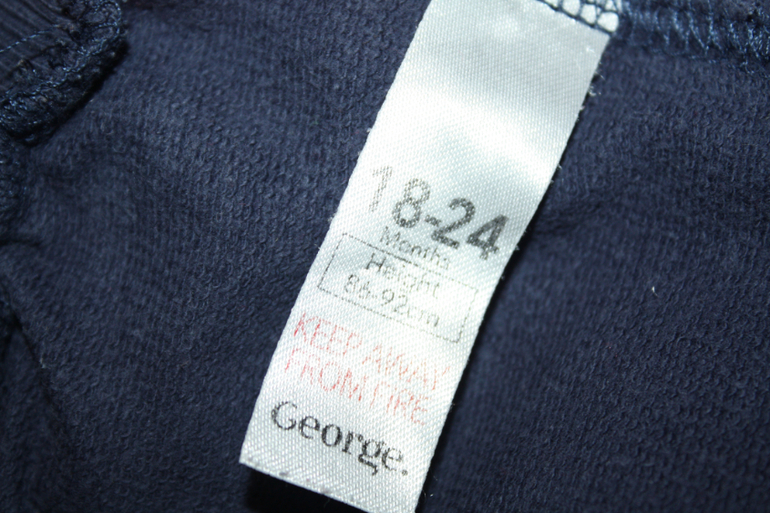 18-24
Months
Height
86-92cm
KEEP AWAY
FROM FIRE
George.